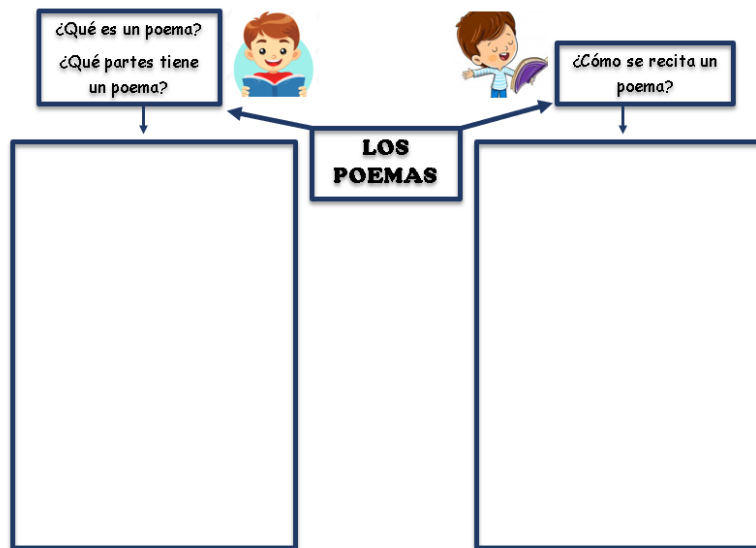 ¿Qué es un poema?
¿Qué partes tiene
un poema?
¿Cómo se recita un
poema?
LOS
POEMAS